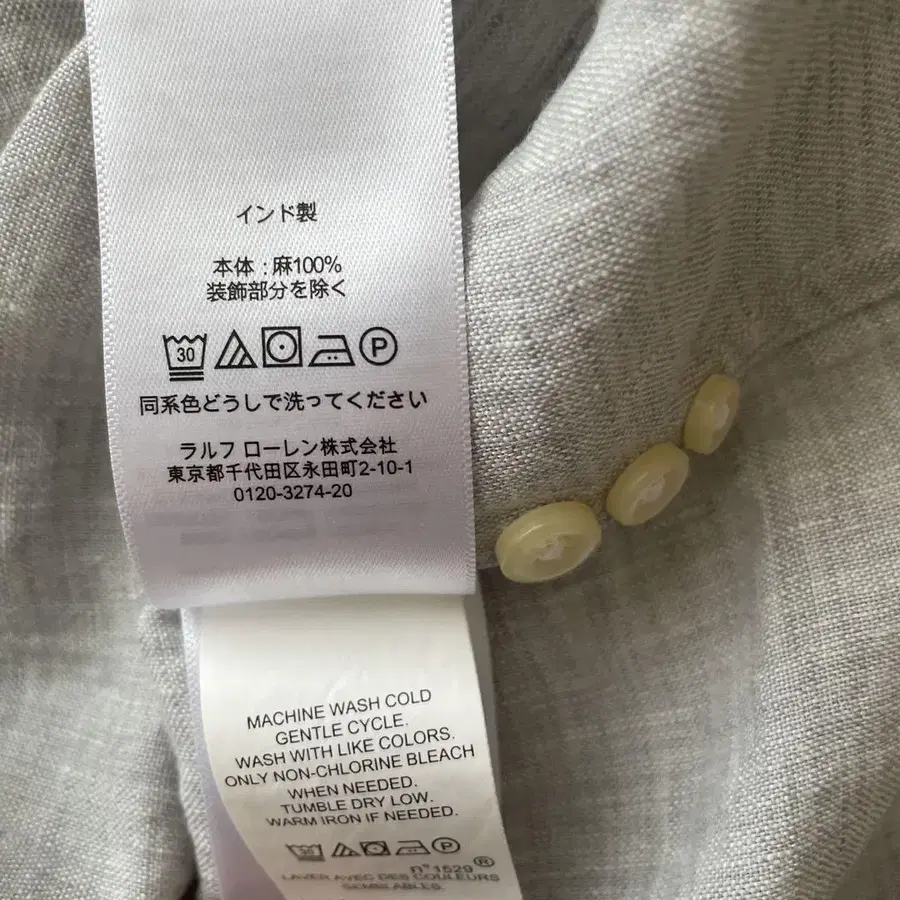 インド製
本体 : 麻100%
装飾部分を除く
30 P
同系色どうしで洗ってください
ラルフ ローレン株式会社
東京都千代田区永田町2-10-1
0120-3274-20
MACHINE WASH COLD
GENTLE CYCLE.
WASH WITH LIKE COLORS.
ONLY NON-CHLORINE BLEACH
WHEN NEEDED.
TUMBLE DRY LOW.
WARM IRON IF NEEDED.
30 P
n°1529®
LAVER AVEC DES COULEURS
SEMBLABLES.